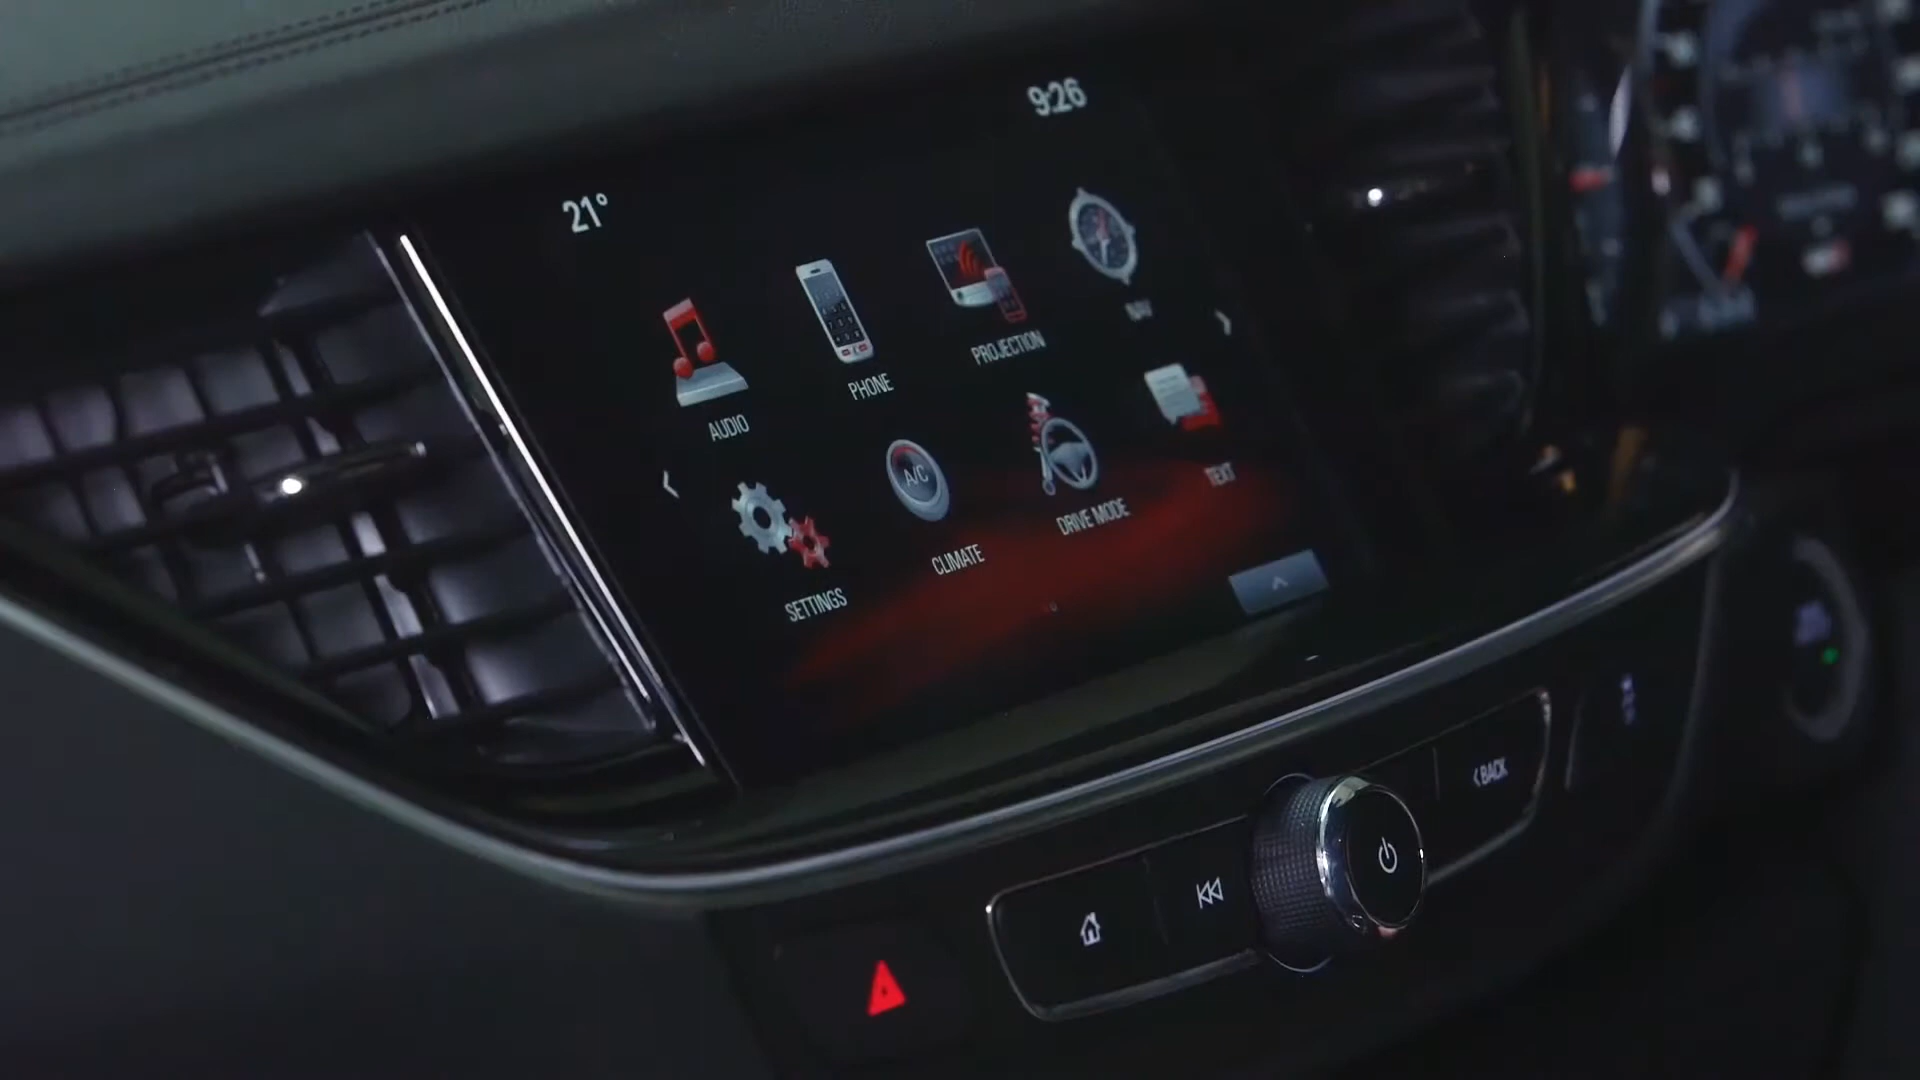 9:26
21°
AUDIO
PHONE
PROJECTION
NAV
SETTINGS
A/C
CLIMATE
DRIVE MODE
TEXT
BACK